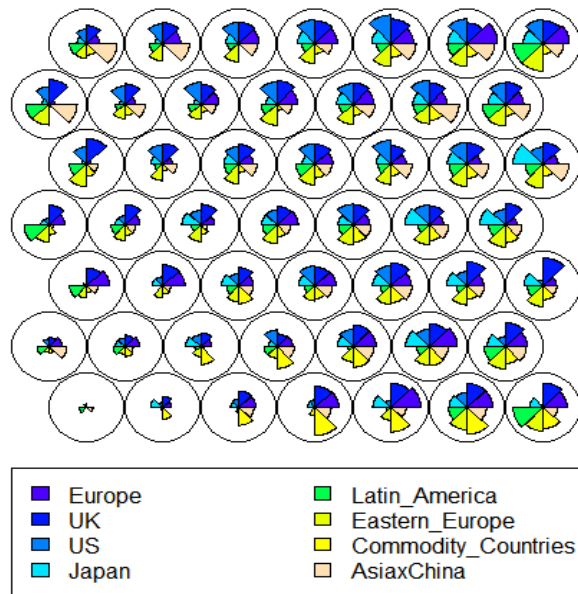 Europe
UK
US
Japan
Latin_America
Eastern_Europe
Commodity_Countries
AsiaxChina